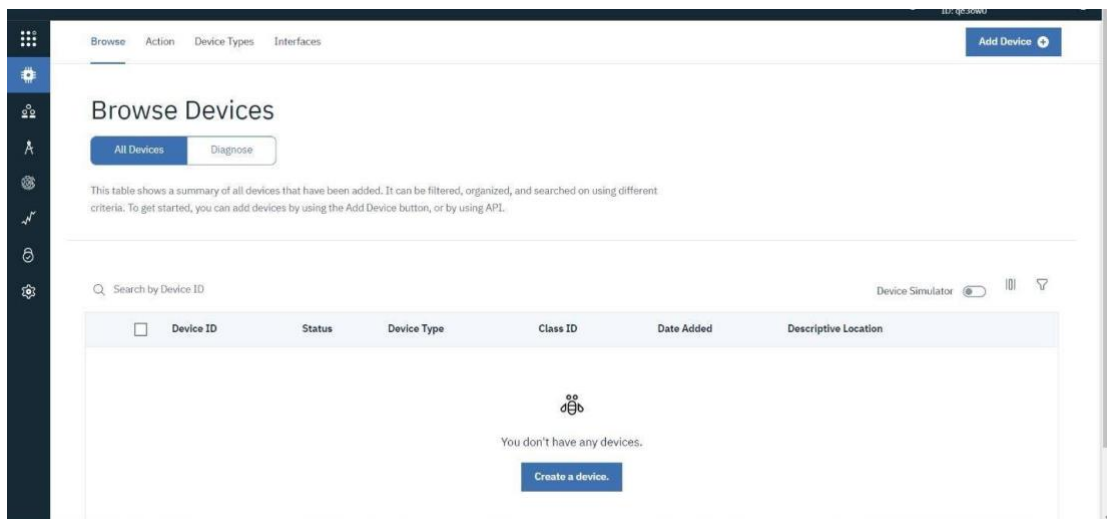 Browse Action Device Types Interfaces Add Device
Browse Devices
All Devices Diagnose
This table shows a summary of all devices that have been added. It can be filtered, organized, and searched on using different
criteria. To get started, you can add devices by using the Add Device button, or by using API.
Search by Device ID Device Simulator
Device ID Status Device Type Class ID Date Added Descriptive Location
You don't have any devices.
Create a device.